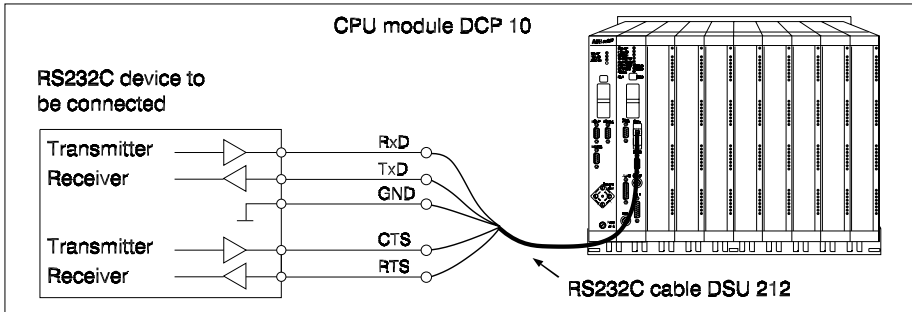 CPU module DCP 10
RS232C device to
be connected
Transmitter
RxD
Receiver
TxD
GND
Transmitter
CTS
Receiver
RTS
RS232C cable DSU 212